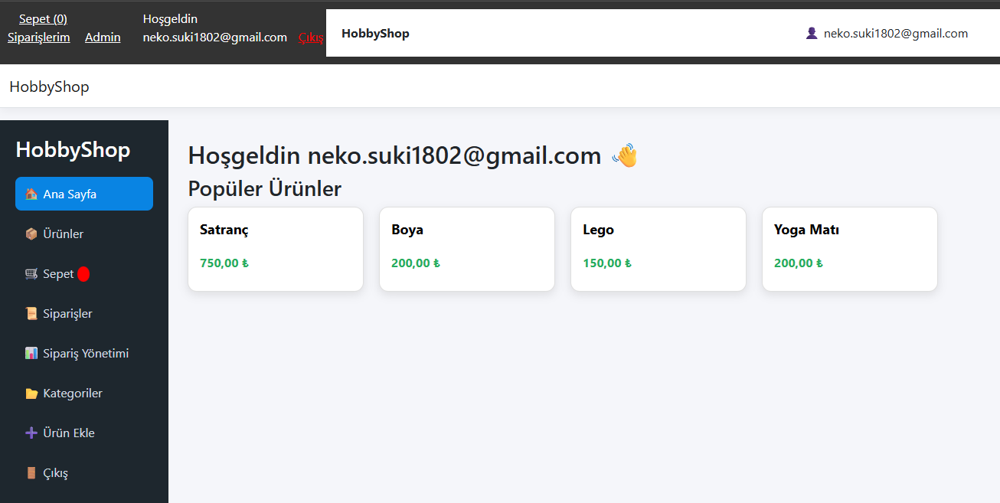 Sepet (0)
Siparişlerim
Admin
Hoşgeldin
neko.suki1802@gmail.com
Çıkış
HobbyShop
neko.suki1802@gmail.com
HobbyShop
HobbyShop
Ana Sayfa
Ürünler
Sepet
Siparişler
Sipariş Yönetimi
Kategoriler
Ürün Ekle
Çıkış
Hoşgeldin neko.suki1802@gmail.com
Popüler Ürünler
Satranç
750,00 ₺
Boya
200,00 ₺
Lego
150,00 ₺
Yoga Matı
200,00 ₺